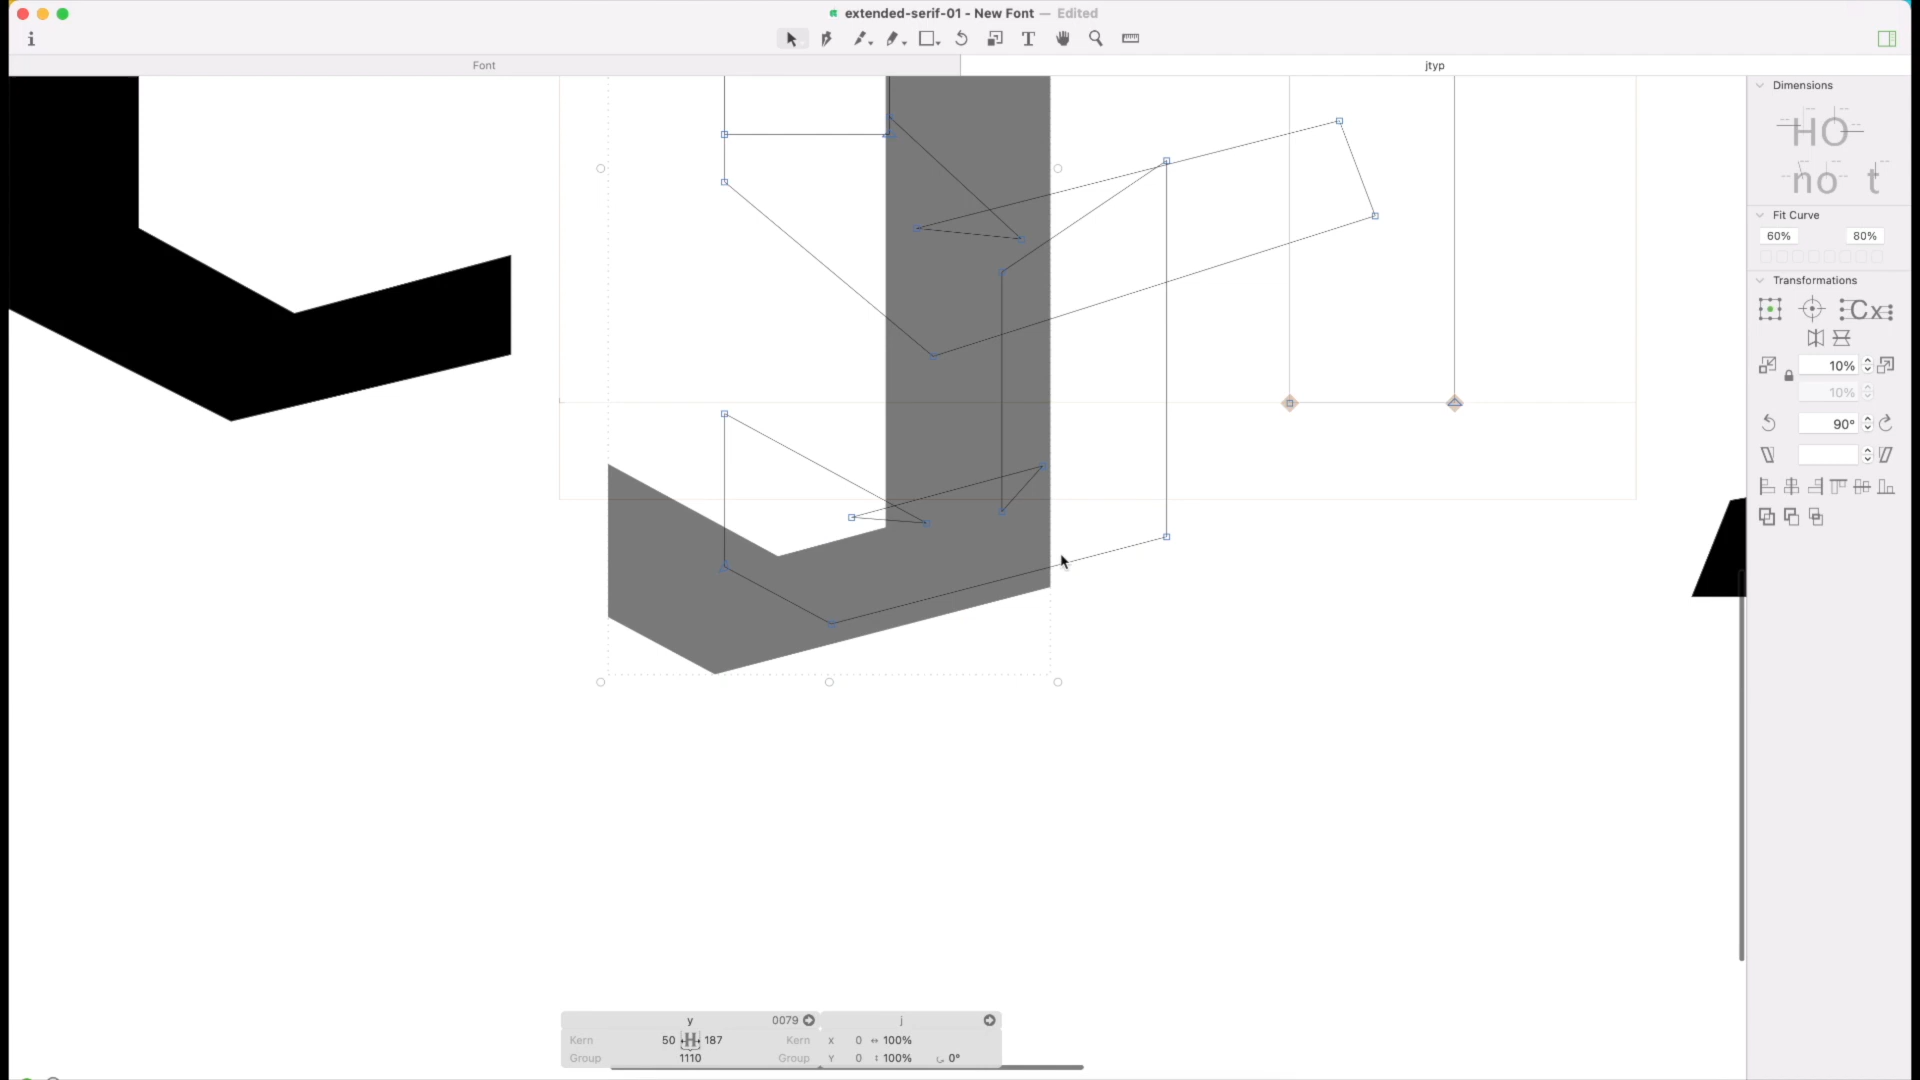 extended-serif-01 - New Font — Edited
Font
jtyp
Dimensions
HO
no t
Fit Curve
60% 80%
Transformations
Cx
10%
10%
90°
y 0079 j
Kern 50 H 187 Kern X 0 ↔ 100%
Group 1110 Group Y 0 ↕ 100% 0°